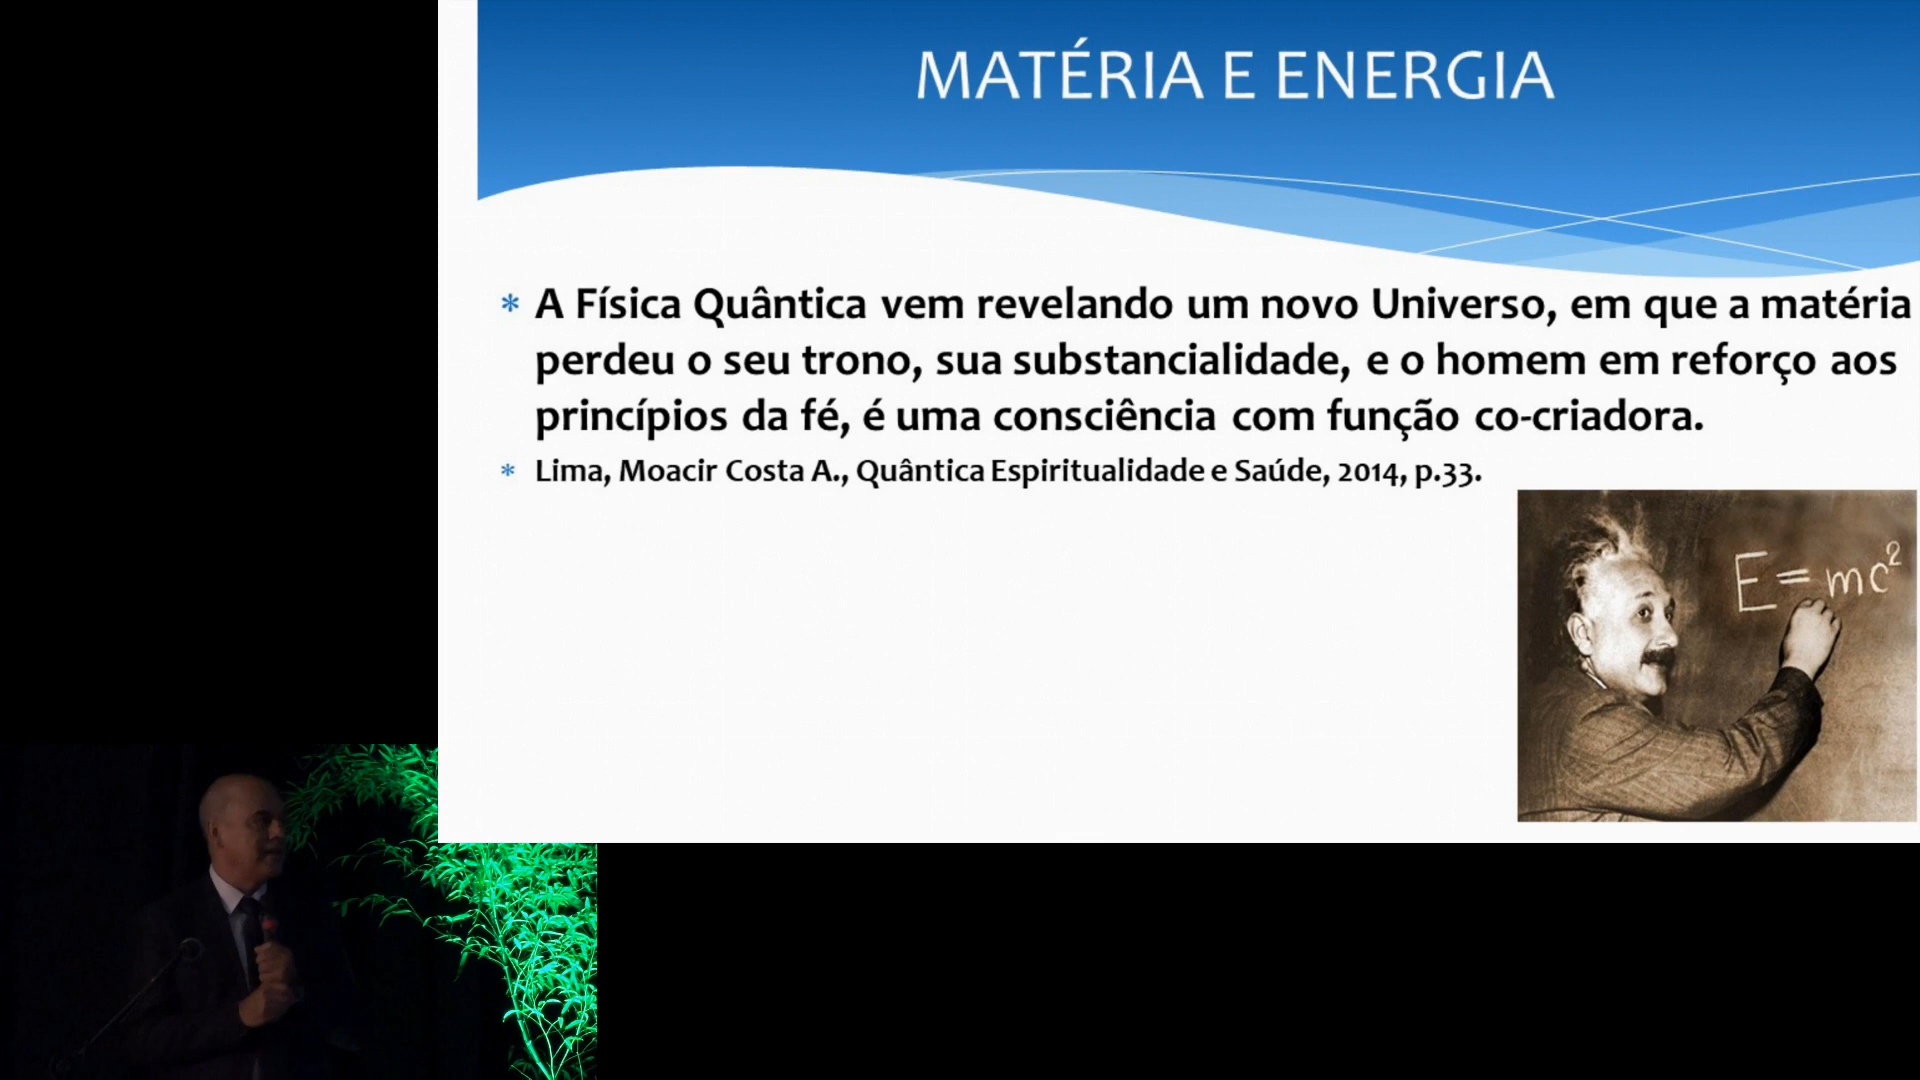 MATÉRIA E ENERGIA
* A Física Quântica vem revelando um novo Universo, em que a matéria
perdeu o seu trono, sua substancialidade, e o homem em reforço aos
princípios da fé, é uma consciência com função co-criadora.
* Lima, Moacir Costa A., Quântica Espiritualidade e Saúde, 2014, p.33.
E = mc²